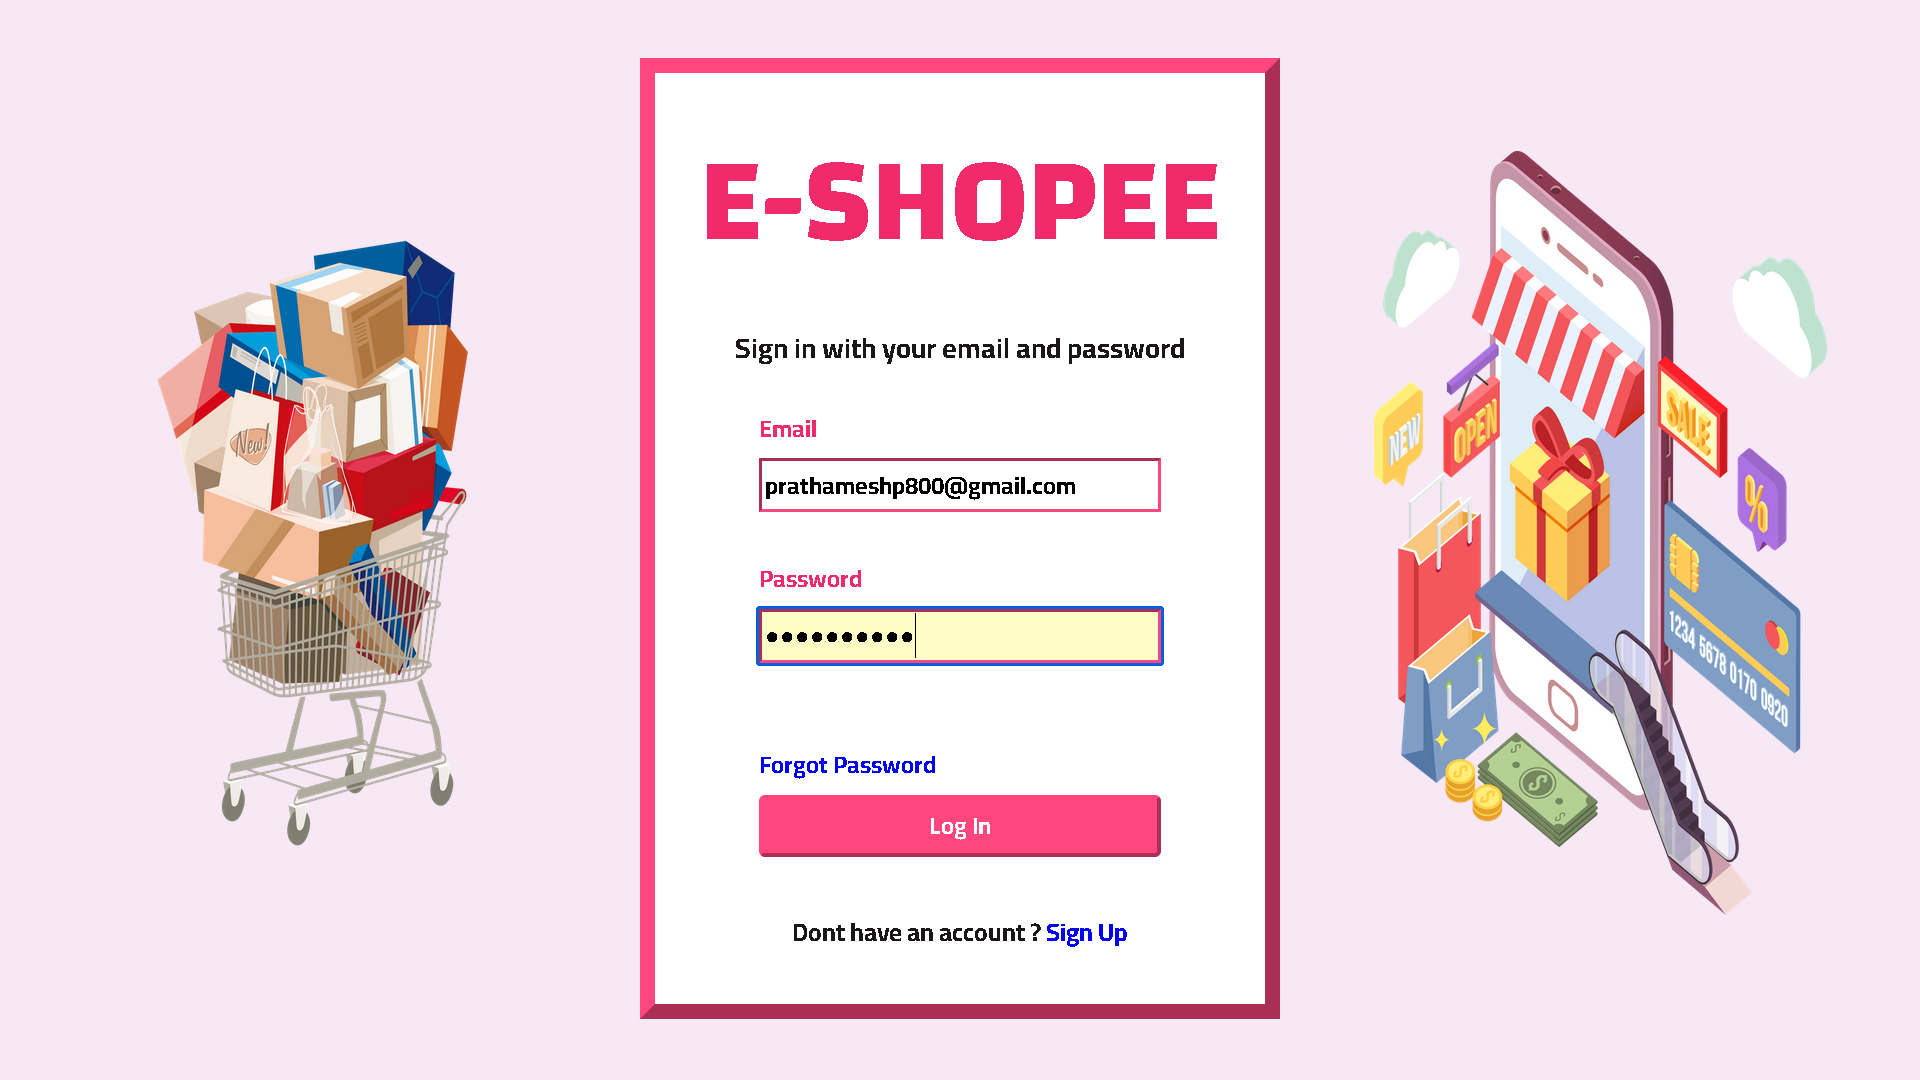 E-SHOPEE
Sign in with your email and password
Email
prathameshp800@gmail.com
Password
••••••••••
Forgot Password
Log In
Dont have an account ? Sign Up
New!
NEW
OPEN
SALE
%
1234 5678 0170 0920